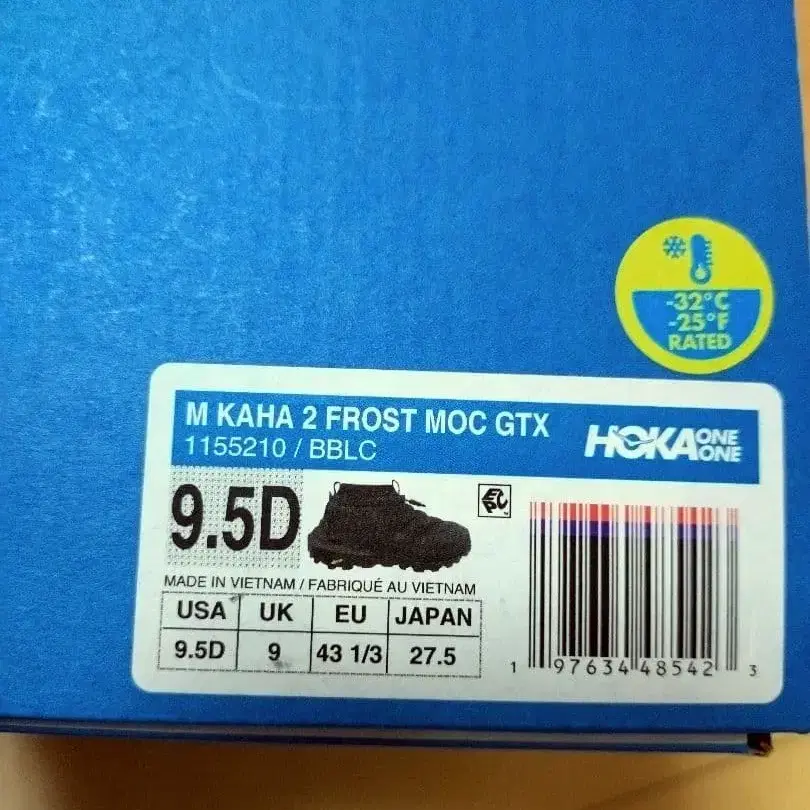 -32°C
-25°F
RATED
M KAHA 2 FROST MOC GTX
1155210 / BBLC
HOKA ONE ONE
9.5D
MADE IN VIETNAM / FABRIQUÉ AU VIETNAM
USA UK EU JAPAN
9.5D 9 43 1/3 27.5
1 97634 48542 3